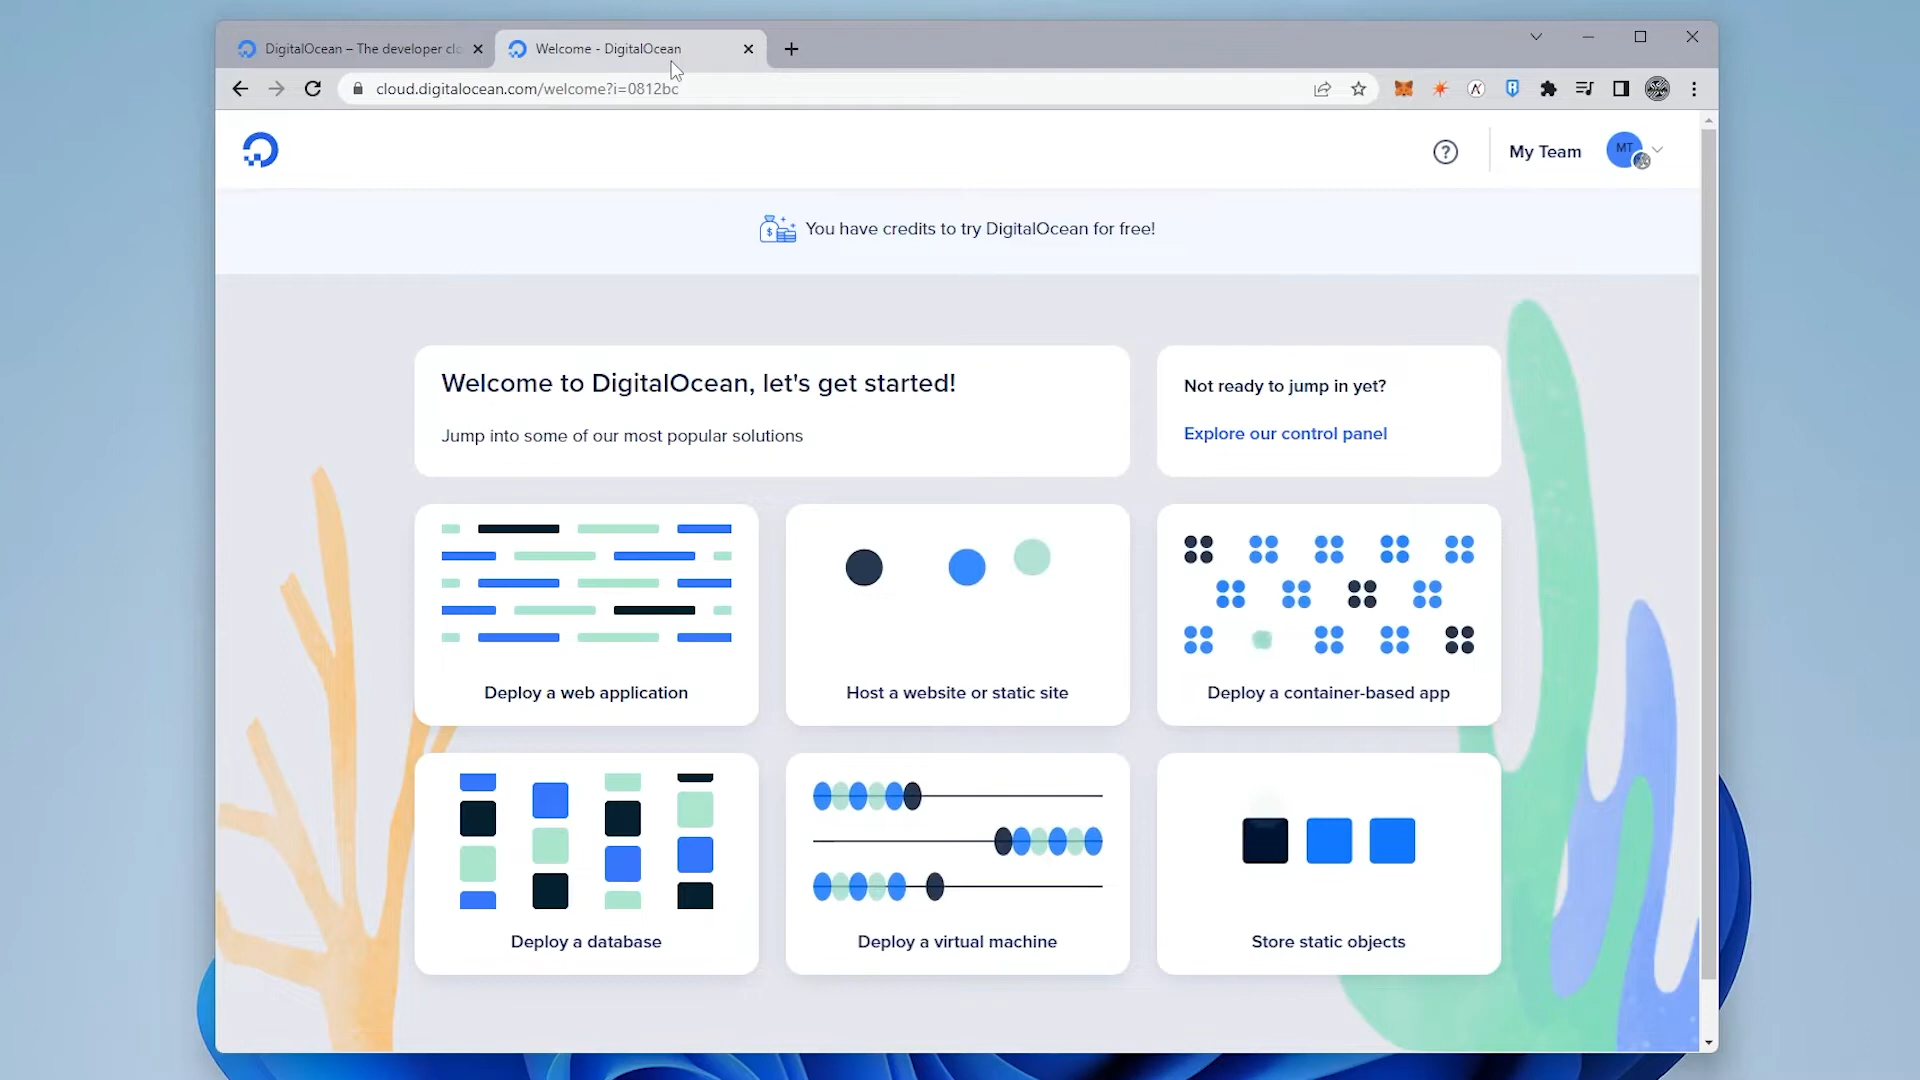 DigitalOcean – The developer clo
Welcome - DigitalOcean
cloud.digitalocean.com/welcome?i=0812bc
My Team
MT
You have credits to try DigitalOcean for free!
Welcome to DigitalOcean, let's get started!
Jump into some of our most popular solutions
Not ready to jump in yet?
Explore our control panel
Deploy a web application
Host a website or static site
Deploy a container-based app
Deploy a database
Deploy a virtual machine
Store static objects